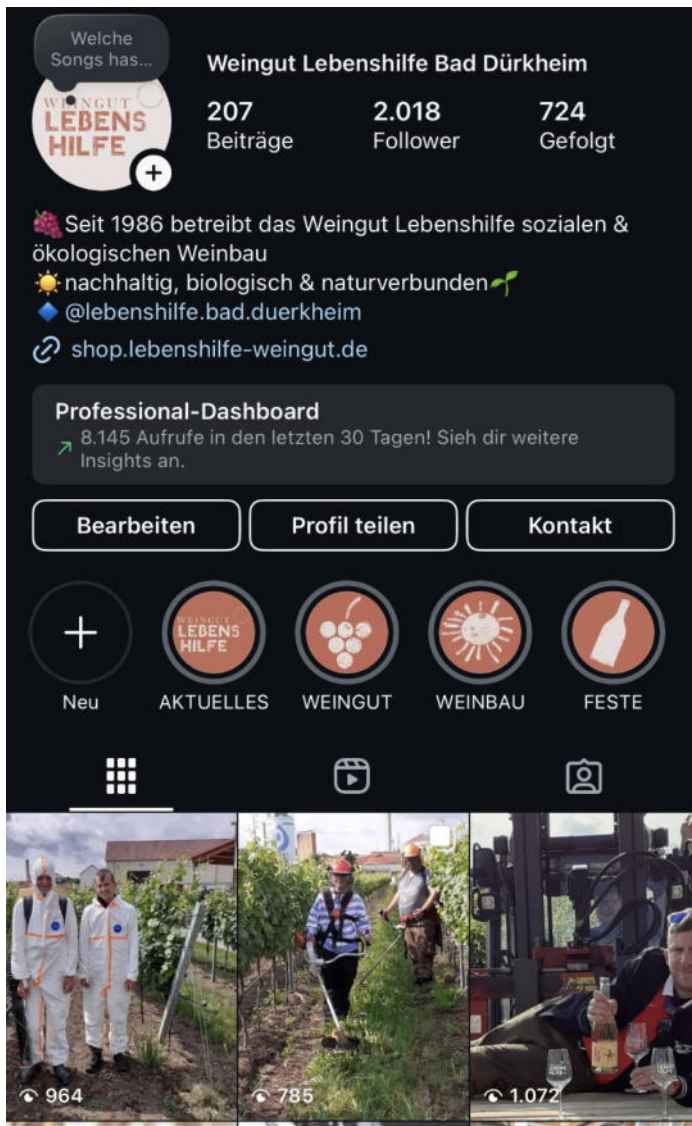 Welche
Songs has...
WEINGUT
LEBENS
HILFE
Weingut Lebenshilfe Bad Dürkheim
207 2.018 724
Beiträge Follower Gefolgt
🍇Seit 1986 betreibt das Weingut Lebenshilfe sozialen &
ökologischen Weinbau
☀️nachhaltig, biologisch & naturverbunden🌱
🔹 @lebenshilfe.bad.duerkheim
shop.lebenshilfe-weingut.de
Professional-Dashboard
8.145 Aufrufe in den letzten 30 Tagen! Sieh dir weitere
Insights an.
Bearbeiten Profil teilen Kontakt
WEINGUT
LEBENS
HILFE
Neu AKTUELLES WEINGUT WEINBAU FESTE
964 785 1.072